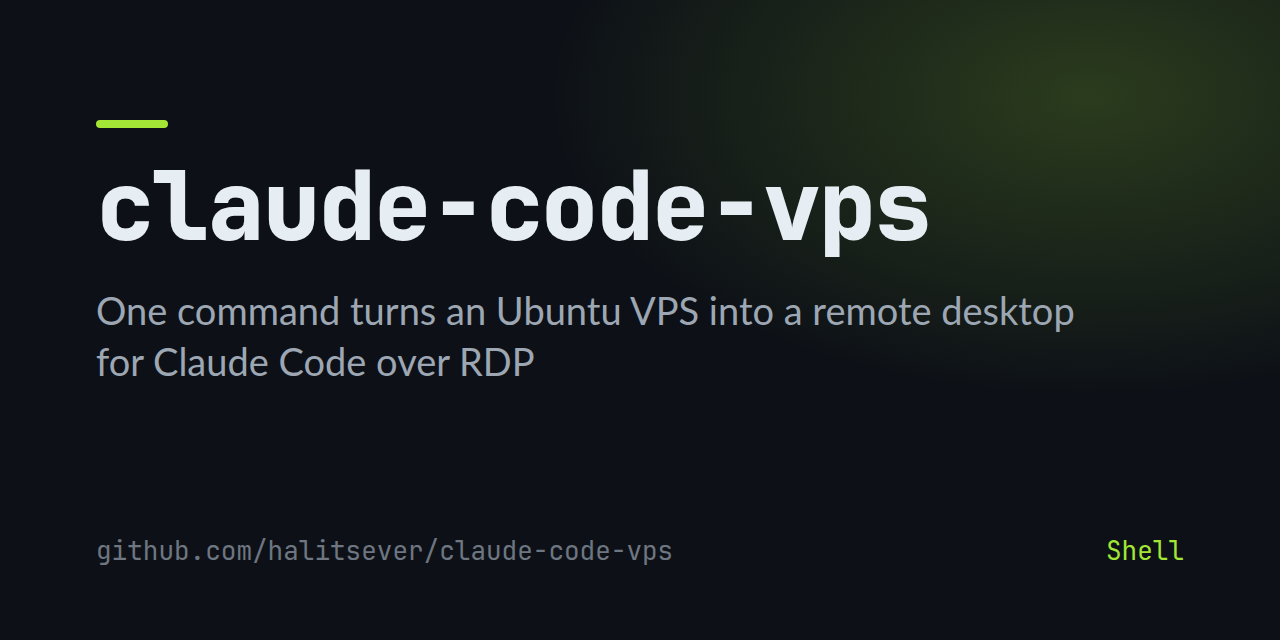 claude-code-vps
One command turns an Ubuntu VPS into a remote desktop
for Claude Code over RDP
github.com/halitsever/claude-code-vps
Shell